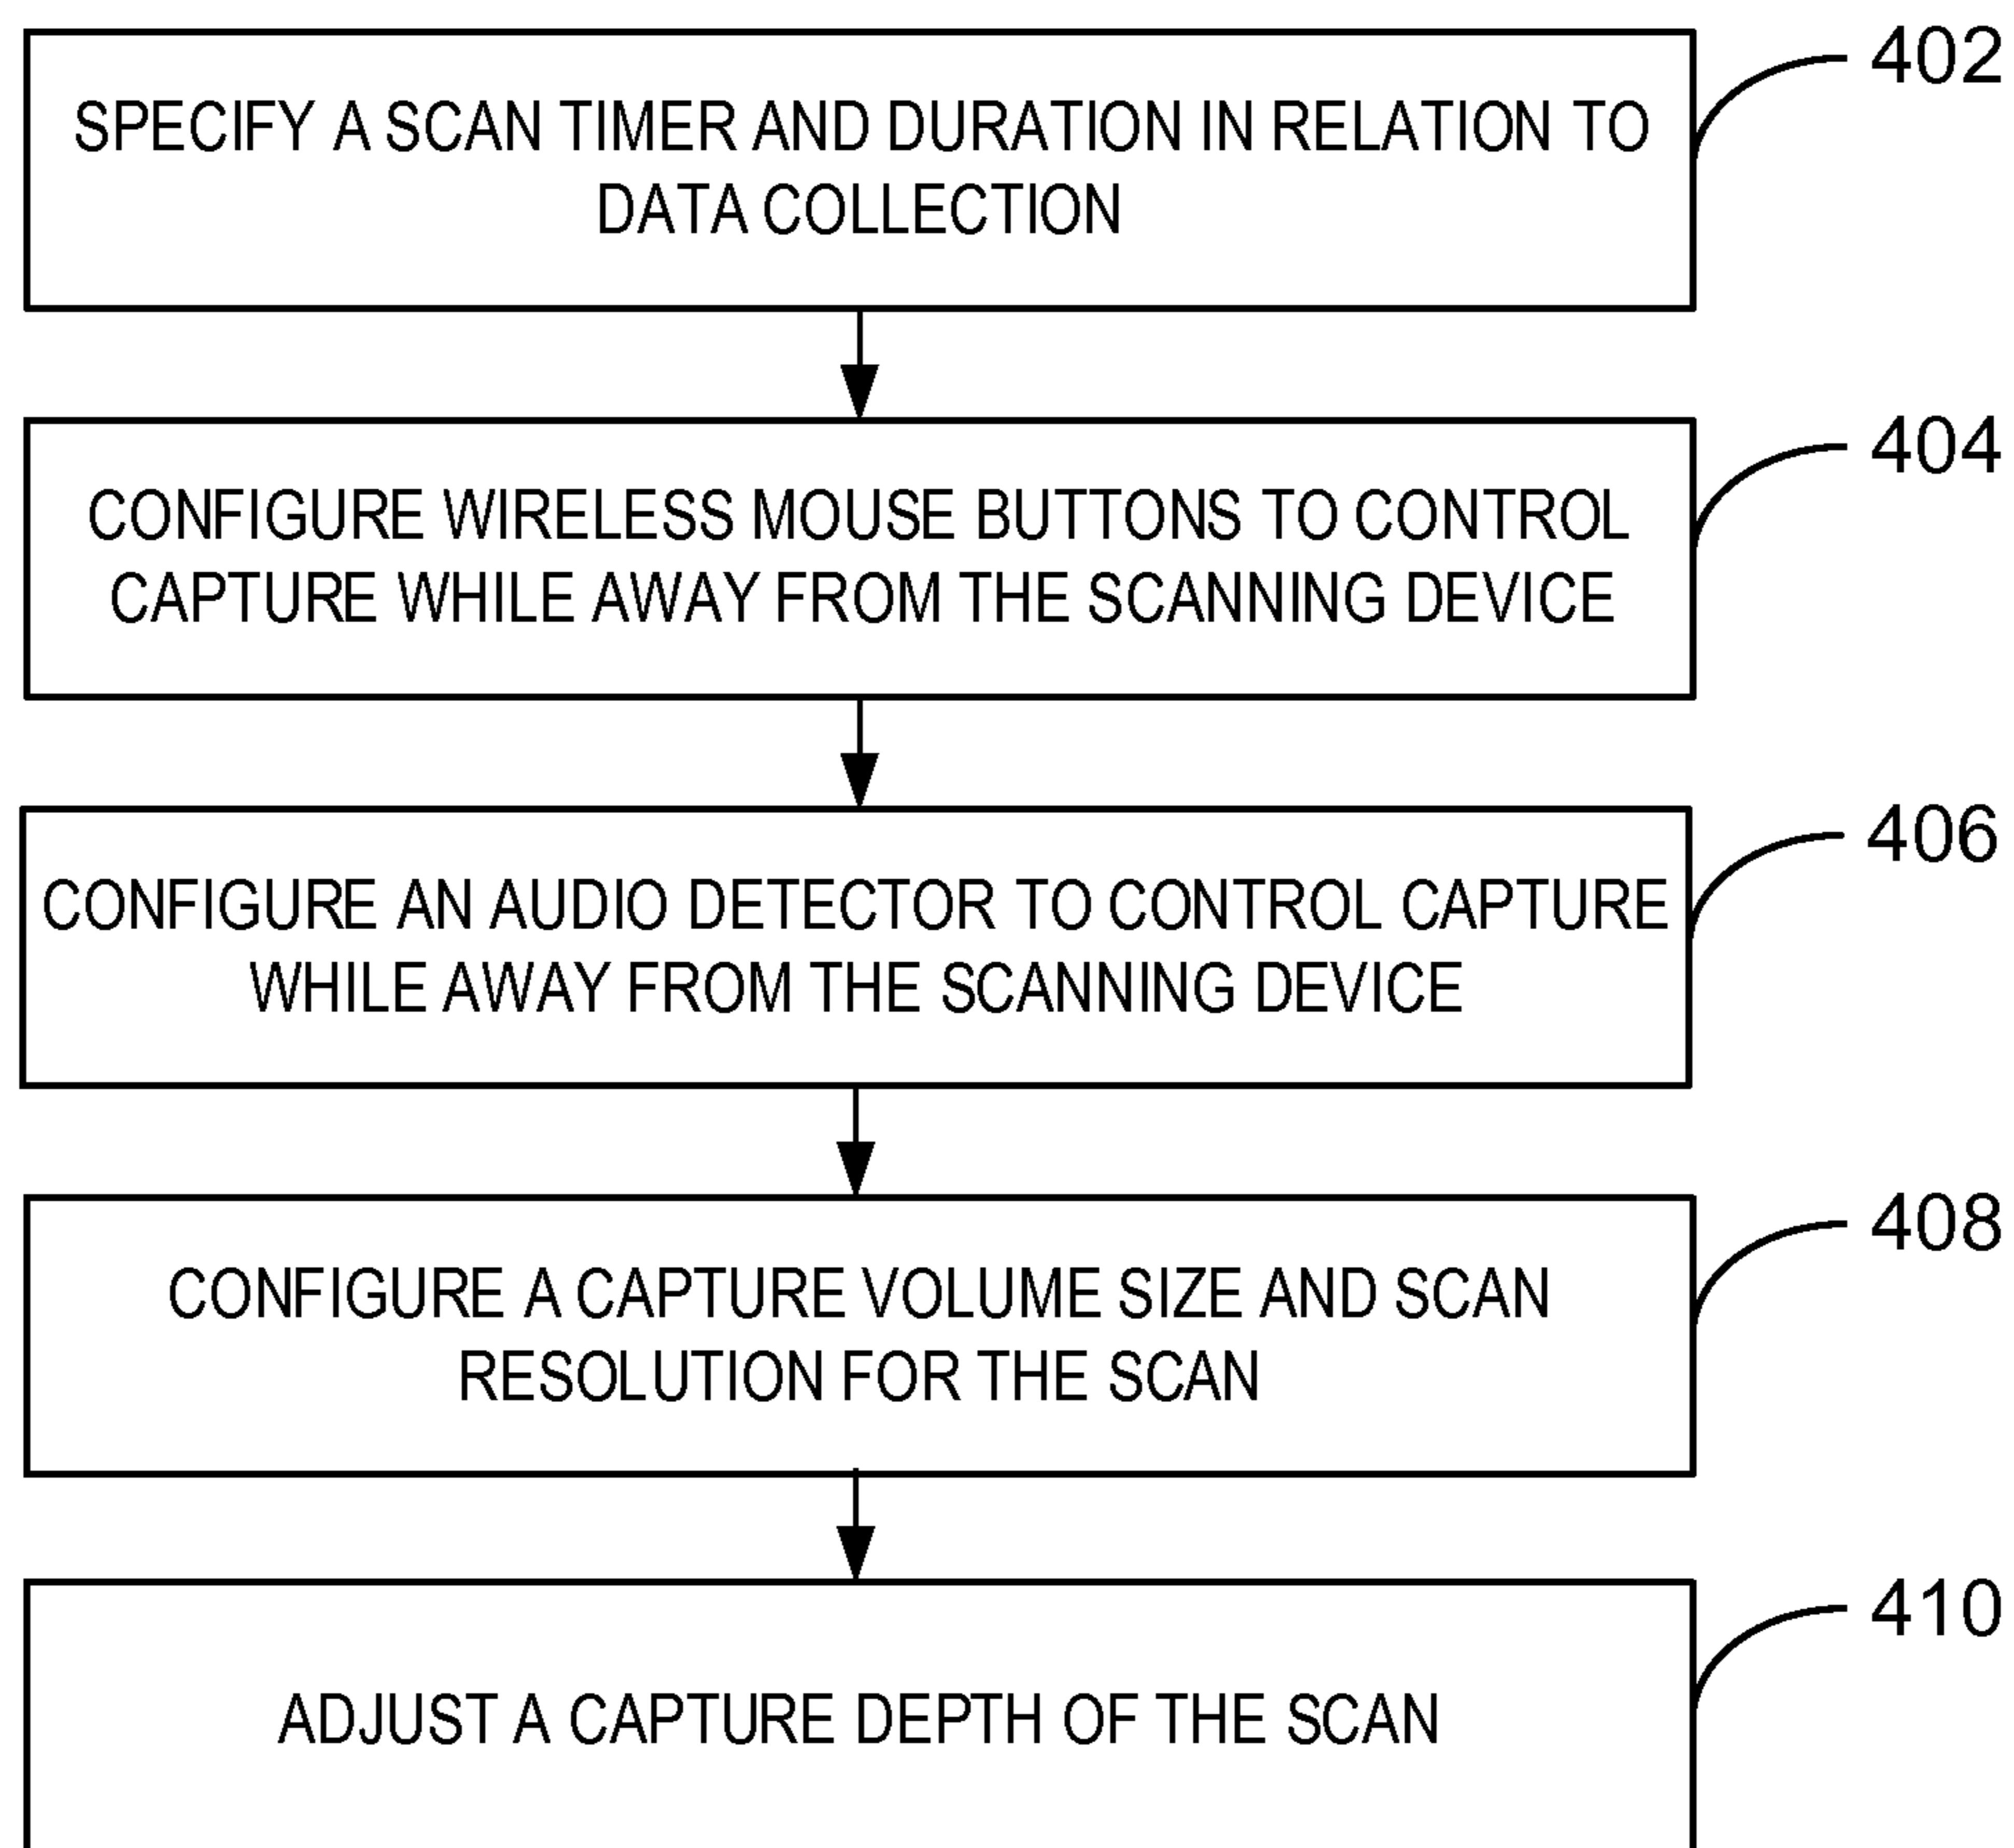 402
SPECIFY A SCAN TIMER AND DURATION IN RELATION TO
DATA COLLECTION
404
CONFIGURE WIRELESS MOUSE BUTTONS TO CONTROL
CAPTURE WHILE AWAY FROM THE SCANNING DEVICE
406
CONFIGURE AN AUDIO DETECTOR TO CONTROL CAPTURE
WHILE AWAY FROM THE SCANNING DEVICE
408
CONFIGURE A CAPTURE VOLUME SIZE AND SCAN
RESOLUTION FOR THE SCAN
410
ADJUST A CAPTURE DEPTH OF THE SCAN